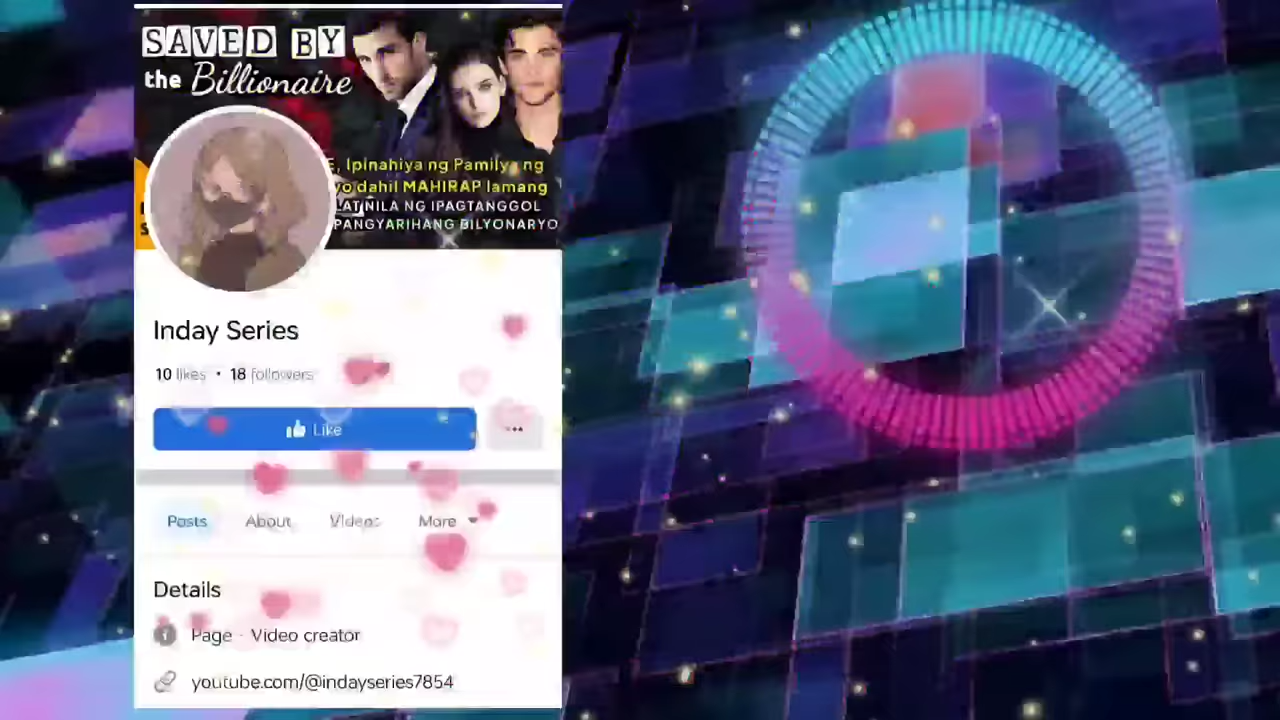 SAVED BY
the Billionaire
E, Ipinahiya ng Pamilya ng
yo dahil MAHIRAP lamang
NILA NG IPAGTANGGOL
PANGYARIHANG BILYONARYO
Inday Series
10 likes • 18 followers
Like
Posts About Videos More
Details
Page · Video creator
youtube.com/@indayseries7854